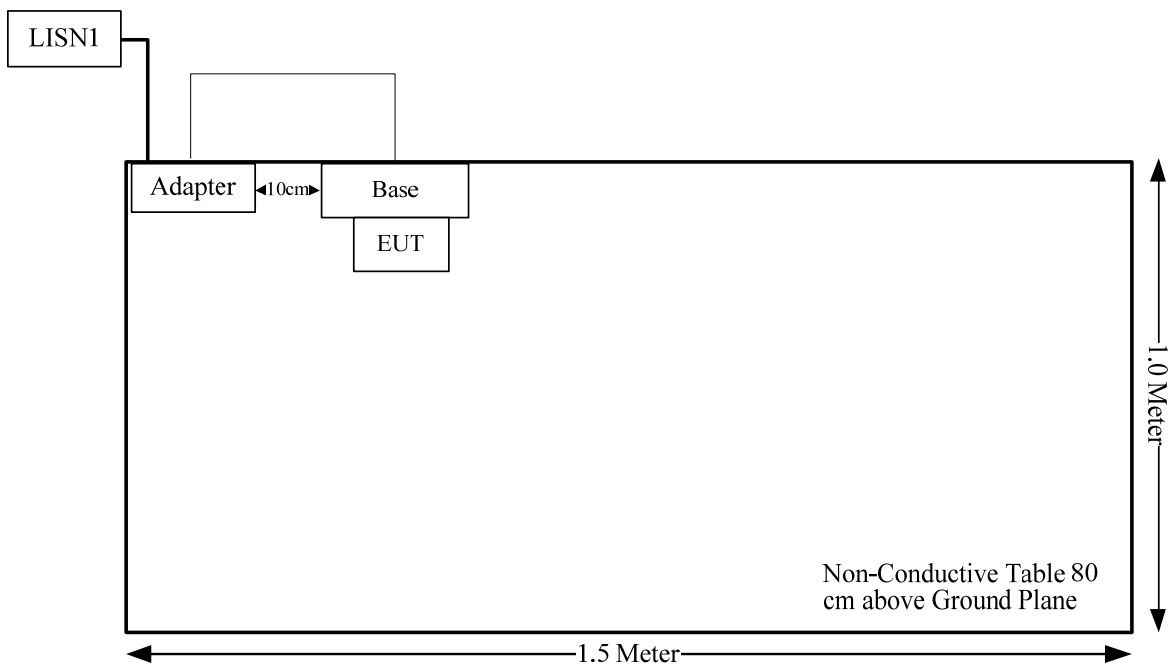 LISN1
Adapter
10cm
Base
EUT
1.0 Meter
Non-Conductive Table 80
cm above Ground Plane
1.5 Meter